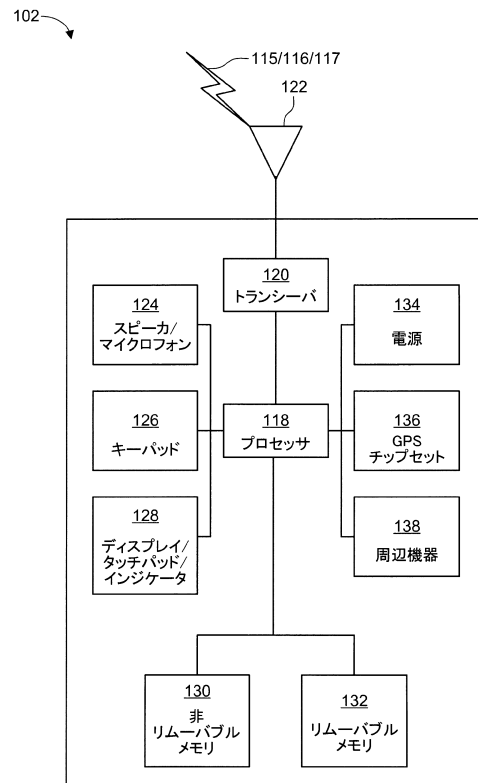 102
115/116/117
122
120
トランシーバ
124
スピーカ/
マイクロフォン
134
電源
126
キーパッド
118
プロセッサ
136
GPS
チップセット
128
ディスプレイ/
タッチパッド/
インジケータ
138
周辺機器
130
非
リムーバブル
メモリ
132
リムーバブル
メモリ